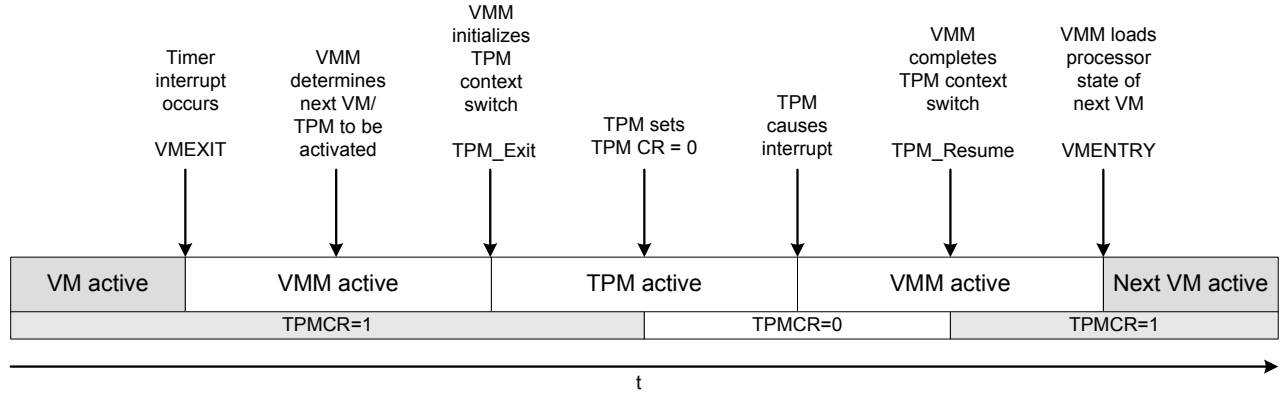 Timer
interrupt
occurs
VMEXIT
VMM
determines
next VM/
TPM to be
activated
VMM
initializes
TPM
context
switch
TPM_Exit
TPM sets
TPM CR = 0
TPM
causes
interrupt
VMM
completes
TPM context
switch
TPM_Resume
VMM loads
processor
state of
next VM
VMENTRY
VM active
VMM active
TPM active
VMM active
Next VM active
TPMCR=1
TPMCR=0
TPMCR=1
t